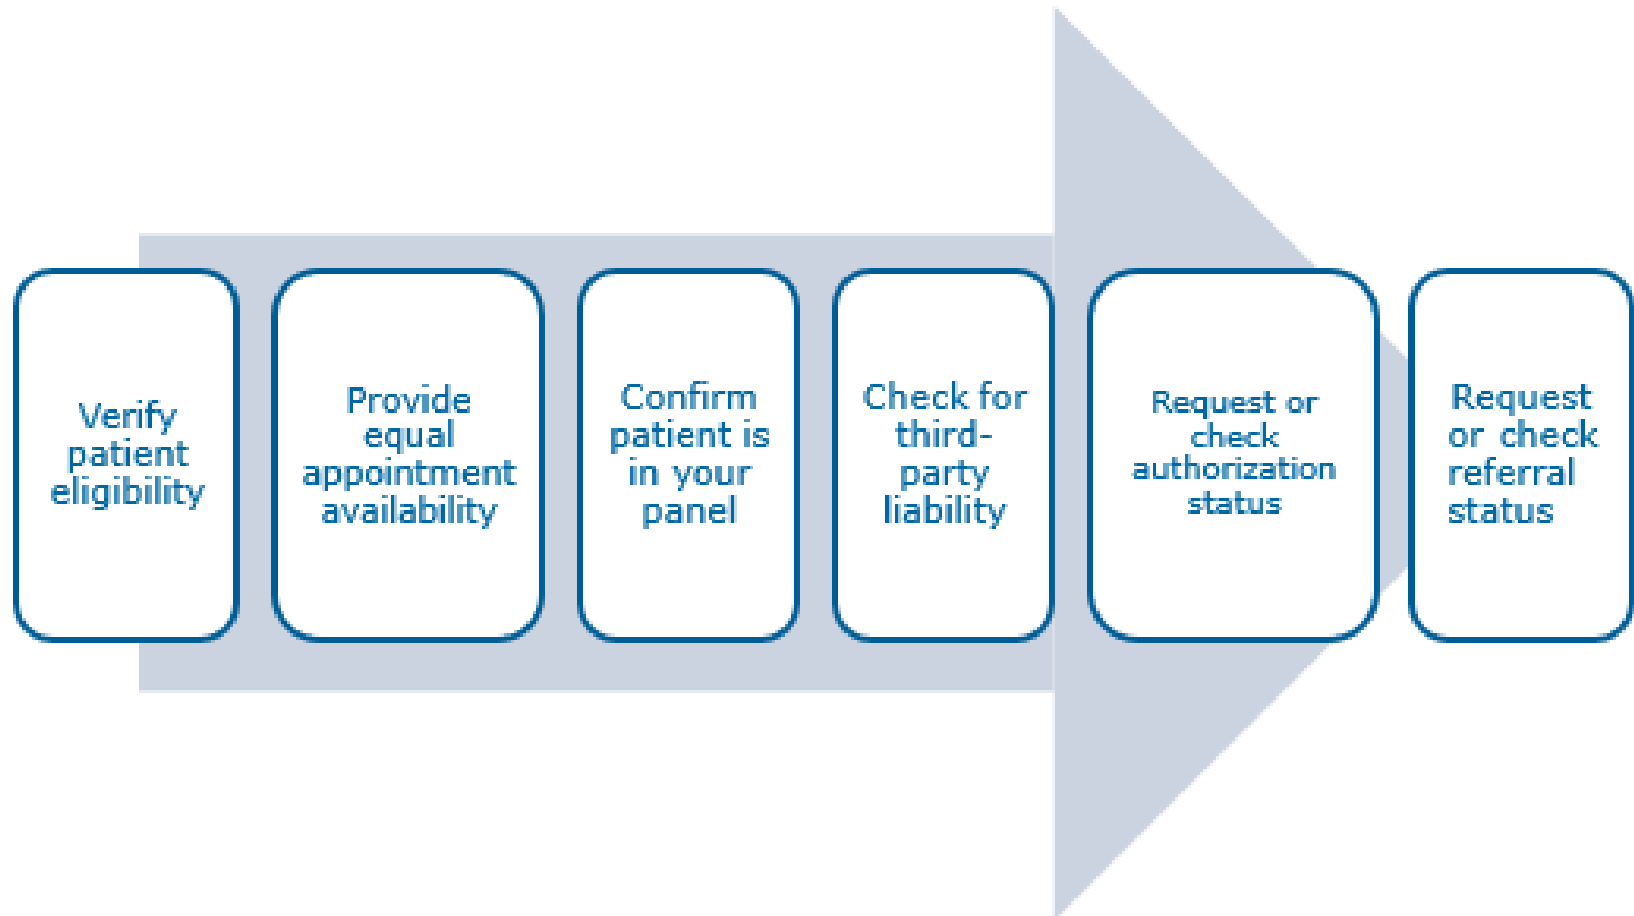 Verify
patient
eligibility
Provide
equal
appointment
availability
Confirm
patient is
in your
panel
Check for
third-
party
liability
Request or
check
authorization
status
Request
or check
referral
status